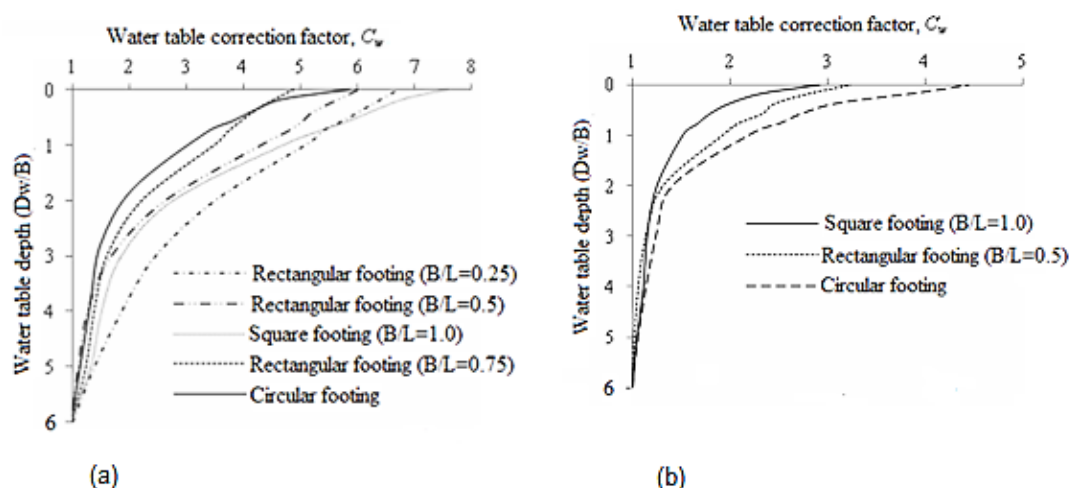 Water table correction factor, C_w
1 2 3 4 5 6 7 8
Water table depth (Dw/B)
0
1
2
3
4
5
6
Rectangular footing (B/L=0.25)
Rectangular footing (B/L=0.5)
Square footing (B/L=1.0)
Rectangular footing (B/L=0.75)
Circular footing
(a)
Water table correction factor, C_w
1 2 3 4 5
Water table depth (Dw/B)
0
1
2
3
4
5
6
Square footing (B/L=1.0)
Rectangular footing (B/L=0.5)
Circular footing
(b)